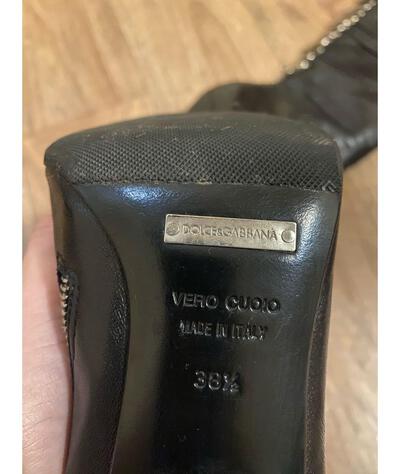 DOLCE&GABBANA
VERO CUOIO
MADE IN ITALY
38½